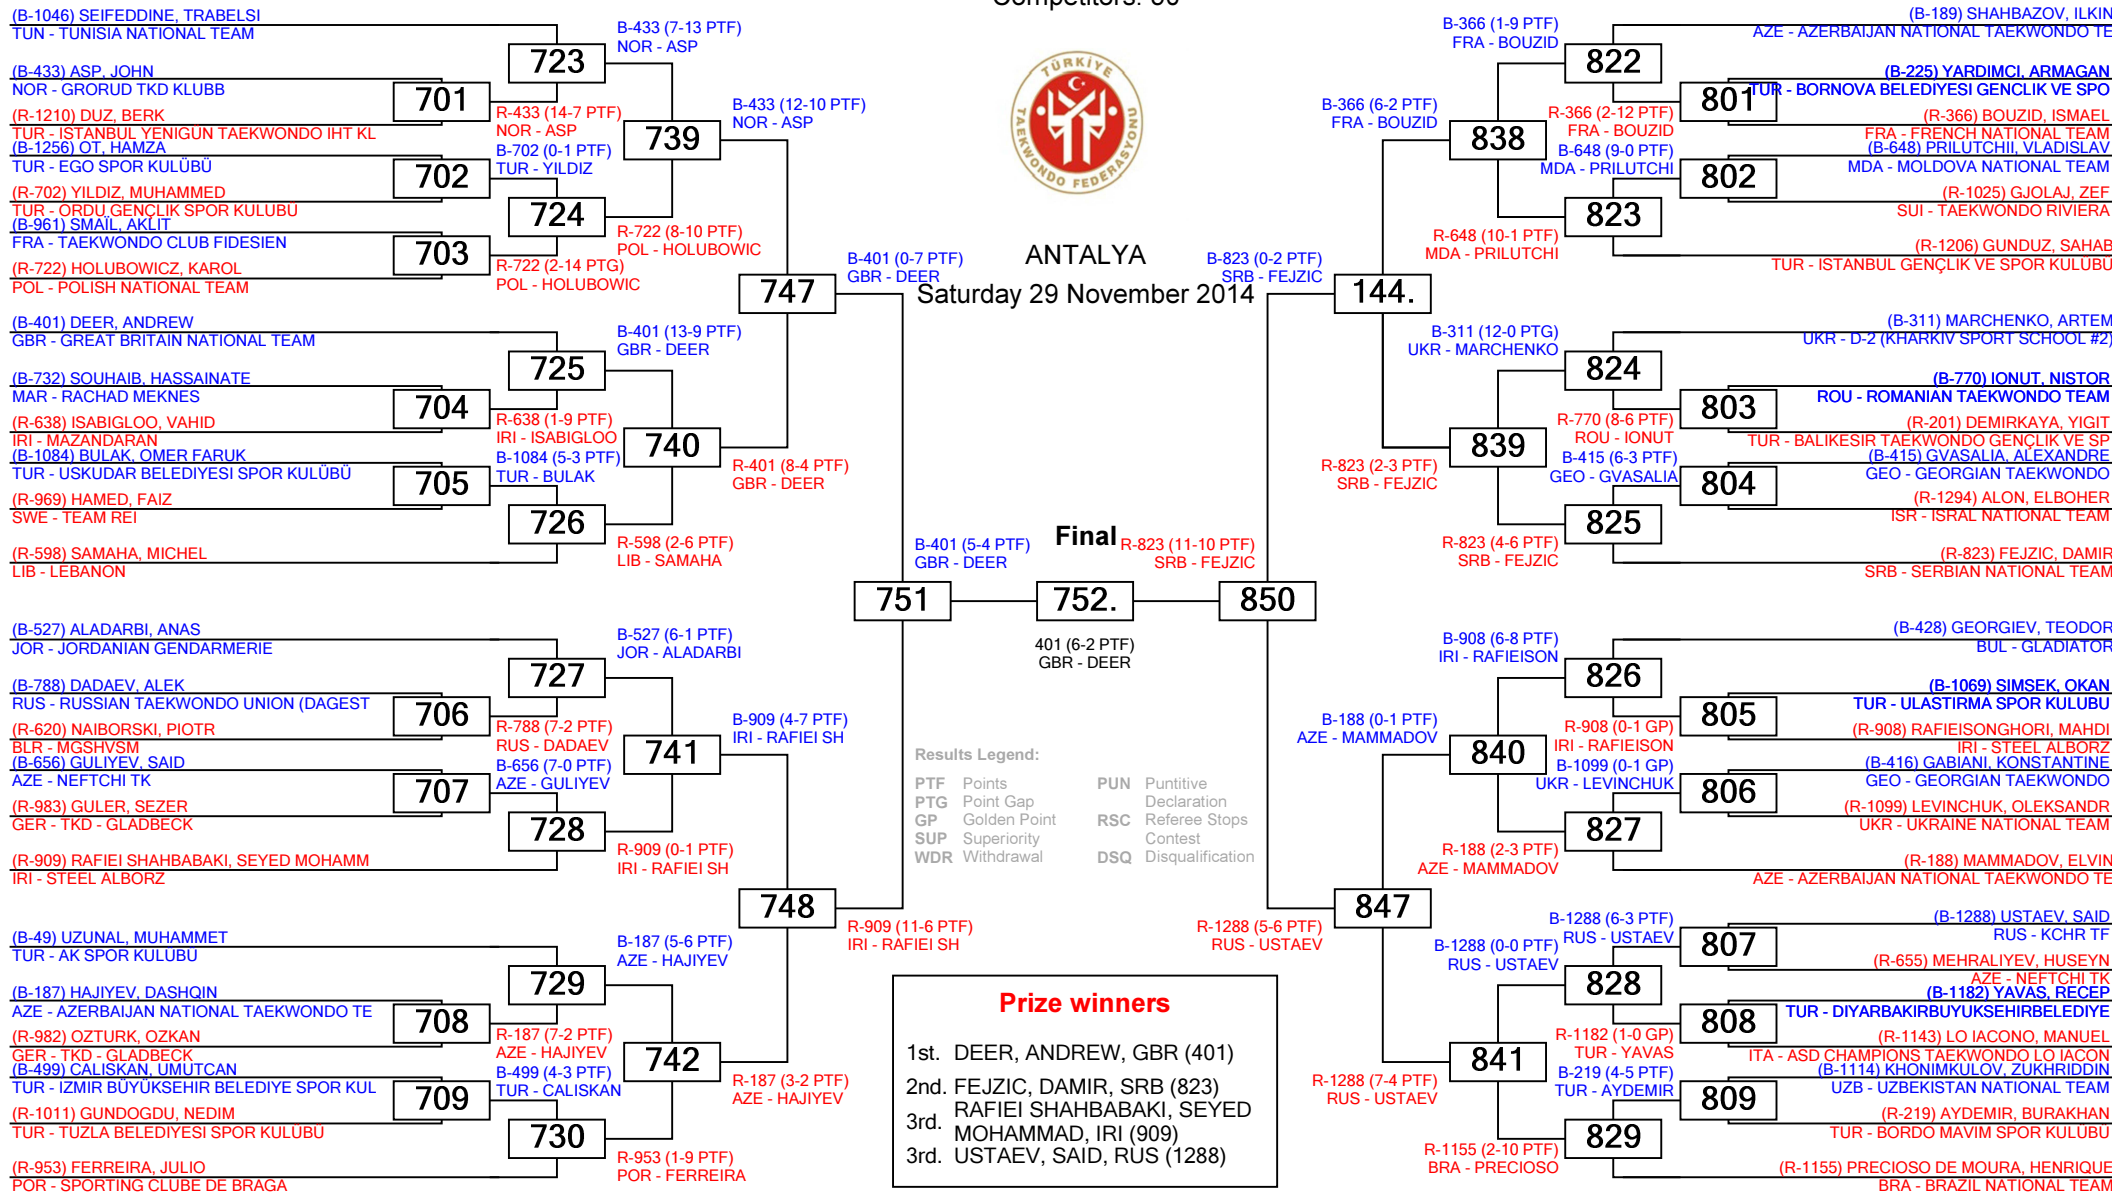 (B-1046) SEIFEDDINE, TRABELSI
TUN - TUNISIA NATIONAL TEAM
(B-433) ASP, JOHN
NOR - GRORUD TKD KLUBB
(R-1210) DUZ, BERK
TUR - ISTANBUL YENIGÜN TAEKWONDO IHT KL
(B-1256) OT, HAMZA
TUR - EGO SPOR KULÜBÜ
(R-702) YILDIZ, MUHAMMED
TUR - ORDU GENÇLIK SPOR KULUBU
(B-961) SMAÏL, AKLIT
FRA - TAEKWONDO CLUB FIDESIEN
(R-722) HOLUBOWICZ, KAROL
POL - POLISH NATIONAL TEAM
(B-401) DEER, ANDREW
GBR - GREAT BRITAIN NATIONAL TEAM
(B-732) SOUHAIB, HASSAINATE
MAR - RACHAD MEKNES
(R-638) ISABIGLOO, VAHID
IRI - MAZANDARAN
(B-1084) BULAK, OMER FARUK
TUR - USKUDAR BELEDIYESI SPOR KULÜBÜ
(R-969) HAMED, FAIZ
SWE - TEAM REI
(R-598) SAMAHA, MICHEL
LIB - LEBANON
(B-527) ALADARBI, ANAS
JOR - JORDANIAN GENDARMERIE
(B-788) DADAEV, ALEK
RUS - RUSSIAN TAEKWONDO UNION (DAGEST
(R-620) NAIBORSKI, PIOTR
BLR - MGSHVSM
(B-656) GULIYEV, SAID
AZE - NEFTCHI TK
(R-983) GULER, SEZER
GER - TKD - GLADBECK
(R-909) RAFIEI SHAHBABAKI, SEYED MOHAMM
IRI - STEEL ALBORZ
(B-49) UZUNAL, MUHAMMET
TUR - AK SPOR KULUBU
(B-187) HAJIYEV, DASHQIN
AZE - AZERBAIJAN NATIONAL TAEKWONDO TE
(R-982) OZTURK, OZKAN
GER - TKD - GLADBECK
(B-499) CALISKAN, UMUTCAN
TUR - IZMIR BÜYÜKSEHIR BELEDIYE SPOR KUL
(R-1011) GUNDOGDU, NEDIM
TUR - TUZLA BELEDIYESI SPOR KULÜBÜ
(R-953) FERREIRA, JULIO
POR - SPORTING CLUBE DE BRAGA
701
702
703
704
705
706
707
708
709
723
R-433 (14-7 PTF)
NOR - ASP
B-702 (0-1 PTF)
TUR - YILDIZ
724
R-722 (2-14 PTG)
POL - HOLUBOWIC
725
R-638 (1-9 PTF)
IRI - ISABIGLOO
B-1084 (5-3 PTF)
TUR - BULAK
726
727
R-788 (7-2 PTF)
RUS - DADAEV
B-656 (7-0 PTF)
AZE - GULIYEV
728
729
R-187 (7-2 PTF)
AZE - HAJIYEV
B-499 (4-3 PTF)
TUR - CALISKAN
730
B-433 (7-13 PTF)
NOR - ASP
739
R-722 (8-10 PTF)
POL - HOLUBOWIC
B-401 (13-9 PTF)
GBR - DEER
740
R-598 (2-6 PTF)
LIB - SAMAHA
B-527 (6-1 PTF)
JOR - ALADARBI
741
R-909 (0-1 PTF)
IRI - RAFIEI SH
B-187 (5-6 PTF)
AZE - HAJIYEV
742
R-953 (1-9 PTF)
POR - FERREIRA
B-433 (12-10 PTF)
NOR - ASP
747
R-401 (8-4 PTF)
GBR - DEER
B-909 (4-7 PTF)
IRI - RAFIEI SH
748
R-187 (3-2 PTF)
AZE - HAJIYEV
B-401 (0-7 PTF)
GBR - DEER
751
R-909 (11-6 PTF)
IRI - RAFIEI SH
TÜRKİYE
TAEKWONDO FEDERASYONU
ANTALYA
Saturday 29 November 2014
B-401 (5-4 PTF)
GBR - DEER
Final
R-823 (11-10 PTF)
SRB - FEJZIC
752.
401 (6-2 PTF)
GBR - DEER
Results Legend:
PTF Points
PTG Point Gap
GP Golden Point
SUP Superiority
WDR Withdrawal
PUN Puntitive
Declaration
RSC Referee Stops
Contest
DSQ Disqualification
Prize winners
1st. DEER, ANDREW, GBR (401)
2nd. FEJZIC, DAMIR, SRB (823)
3rd. RAFIEI SHAHBABAKI, SEYED
MOHAMMAD, IRI (909)
3rd. USTAEV, SAID, RUS (1288)
B-823 (0-2 PTF)
SRB - FEJZIC
850
R-1288 (5-6 PTF)
RUS - USTAEV
B-366 (6-2 PTF)
FRA - BOUZID
144.
R-823 (2-3 PTF)
SRB - FEJZIC
B-188 (0-1 PTF)
AZE - MAMMADOV
847
R-1288 (7-4 PTF)
RUS - USTAEV
B-366 (1-9 PTF)
FRA - BOUZID
838
R-648 (10-1 PTF)
MDA - PRILUTCHI
B-311 (12-0 PTG)
UKR - MARCHENKO
839
R-823 (4-6 PTF)
SRB - FEJZIC
B-908 (6-8 PTF)
IRI - RAFIEISON
840
R-188 (2-3 PTF)
AZE - MAMMADOV
B-1288 (0-0 PTF)
RUS - USTAEV
841
R-1155 (2-10 PTF)
BRA - PRECIOSO
822
R-366 (2-12 PTF)
FRA - BOUZID
B-648 (9-0 PTF)
MDA - PRILUTCHI
823
824
R-770 (8-6 PTF)
ROU - IONUT
B-415 (6-3 PTF)
GEO - GVASALIA
825
826
R-908 (0-1 GP)
IRI - RAFIEISON
B-1099 (0-1 GP)
UKR - LEVINCHUK
827
B-1288 (6-3 PTF)
RUS - USTAEV
828
R-1182 (1-0 GP)
TUR - YAVAS
B-219 (4-5 PTF)
TUR - AYDEMIR
829
801
802
803
804
805
806
807
808
809
(B-189) SHAHBAZOV, ILKIN
AZE - AZERBAIJAN NATIONAL TAEKWONDO TE
(B-225) YARDIMCI, ARMAGAN
TUR - BORNOVA BELEDIYESI GENCLIK VE SPO
(R-366) BOUZID, ISMAEL
FRA - FRENCH NATIONAL TEAM
(B-648) PRILUTCHII, VLADISLAV
MDA - MOLDOVA NATIONAL TEAM
(R-1025) GJOLAJ, ZEF
SUI - TAEKWONDO RIVIERA
(R-1206) GUNDUZ, SAHAB
TUR - ISTANBUL GENÇLIK VE SPOR KULÜBÜ
(B-311) MARCHENKO, ARTEM
UKR - D-2 (KHARKIV SPORT SCHOOL #2)
(B-770) IONUT, NISTOR
ROU - ROMANIAN TAEKWONDO TEAM
(R-201) DEMIRKAYA, YIGIT
TUR - BALIKESIR TAEKWONDO GENÇLIK VE SP
(B-415) GVASALIA, ALEXANDRE
GEO - GEORGIAN TAEKWONDO
(R-1294) ALON, ELBOHER
ISR - ISRAL NATIONAL TEAM
(R-823) FEJZIC, DAMIR
SRB - SERBIAN NATIONAL TEAM
(B-428) GEORGIEV, TEODOR
BUL - GLADIATOR
(B-1069) SIMSEK, OKAN
TUR - ULASTIRMA SPOR KULUBU
(R-908) RAFIEISONGHORI, MAHDI
IRI - STEEL ALBORZ
(B-416) GABIANI, KONSTANTINE
GEO - GEORGIAN TAEKWONDO
(R-1099) LEVINCHUK, OLEKSANDR
UKR - UKRAINE NATIONAL TEAM
(R-188) MAMMADOV, ELVIN
AZE - AZERBAIJAN NATIONAL TAEKWONDO TE
(B-1288) USTAEV, SAID
RUS - KCHR TF
(R-655) MEHRALIYEV, HUSEYN
AZE - NEFTCHI TK
(B-1182) YAVAS, RECEP
TUR - DIYARBAKIRBUYUKSEHIRBELEDIYE
(R-1143) LO IACONO, MANUEL
ITA - ASD CHAMPIONS TAEKWONDO LO IACON
(B-1114) KHONIMKULOV, ZUKHRIDDIN
UZB - UZBEKISTAN NATIONAL TEAM
(R-219) AYDEMIR, BURAKHAN
TUR - BORDO MAVIM SPOR KULÜBÜ
(R-1155) PRECIOSO DE MOURA, HENRIQUE
BRA - BRAZIL NATIONAL TEAM